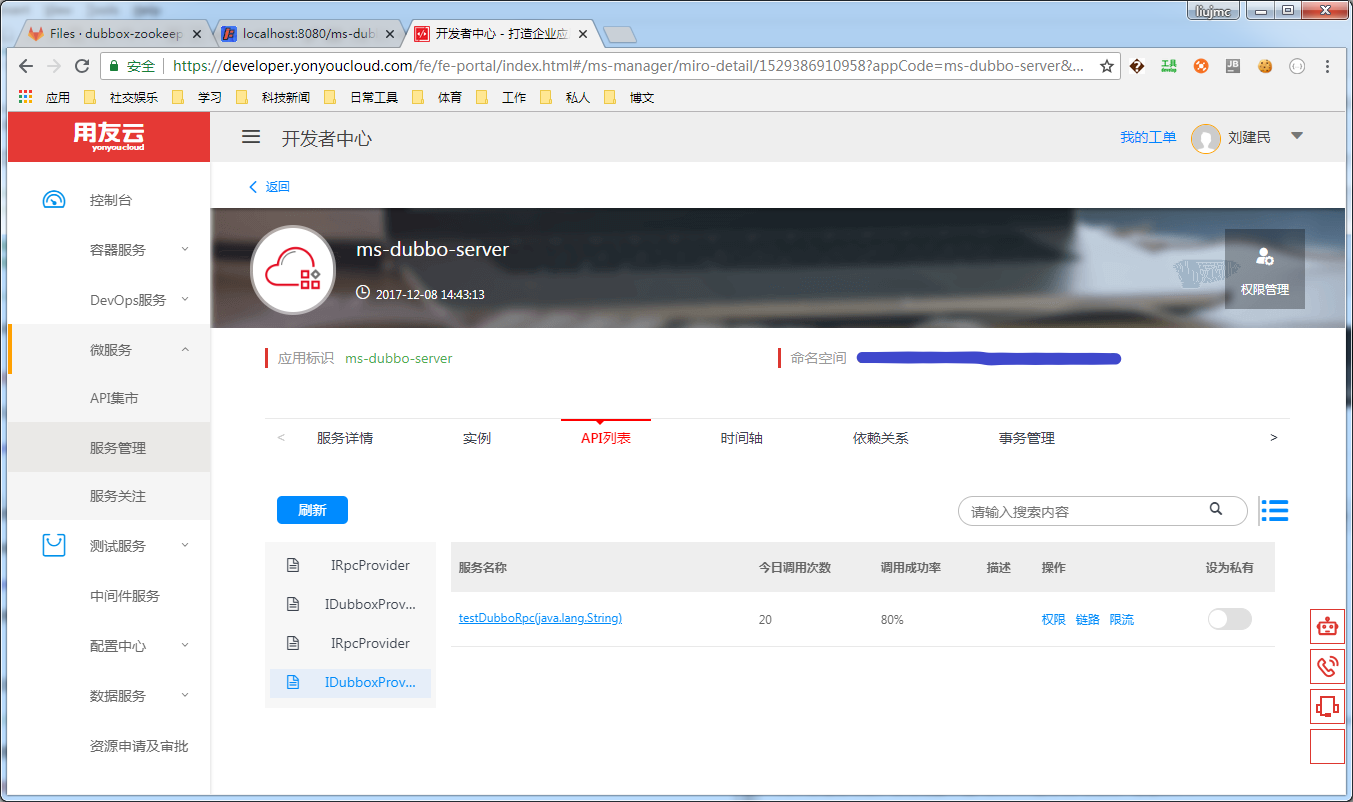 liujmc
Files · dubbox-zookeep
localhost:8080/ms-dub
开发者中心 - 打造企业应
安全
https://developer.yonyoucloud.com/fe/fe-portal/index.html#/ms-manager/miro-detail/1529386910958?appCode=ms-dubbo-server&...
工具
JB
应用 社交娱乐 学习 科技新闻 日常工具 体育 工作 私人 博文
用友云
yonyoucloud
开发者中心
我的工单
刘建民
控制台
容器服务
DevOps服务
微服务
API集市
服务管理
服务关注
测试服务
中间件服务
配置中心
数据服务
资源申请及审批
返回
ms-dubbo-server
2017-12-08 14:43:13
权限管理
应用标识 ms-dubbo-server
命名空间
< 服务详情 实例 API列表 时间轴 依赖关系 事务管理 >
刷新
请输入搜索内容
IRpcProvider
IDubboxProv...
IRpcProvider
IDubboxProv...
服务名称 今日调用次数 调用成功率 描述 操作 设为私有
testDubboRpc(java.lang.String) 20 80% 权限 链路 限流